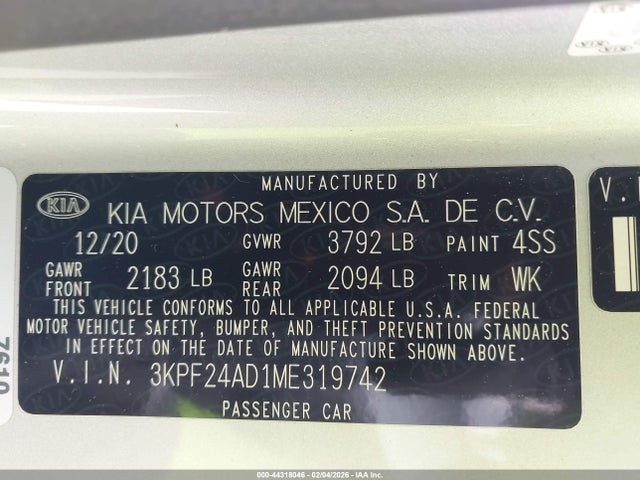 MANUFACTURED BY
KIA KIA MOTORS MEXICO S.A. DE C.V.
12/20 GVWR 3792 LB PAINT 4SS
GAWR FRONT 2183 LB GAWR REAR 2094 LB TRIM WK
THIS VEHICLE CONFORMS TO ALL APPLICABLE U.S.A. FEDERAL
MOTOR VEHICLE SAFETY, BUMPER, AND THEFT PREVENTION STANDARDS
IN EFFECT ON THE DATE OF MANUFACTURE SHOWN ABOVE.
V.I.N. 3KPF24AD1ME319742
PASSENGER CAR
KIA
000-44318046 - 02/04/2026 - IAA Inc.